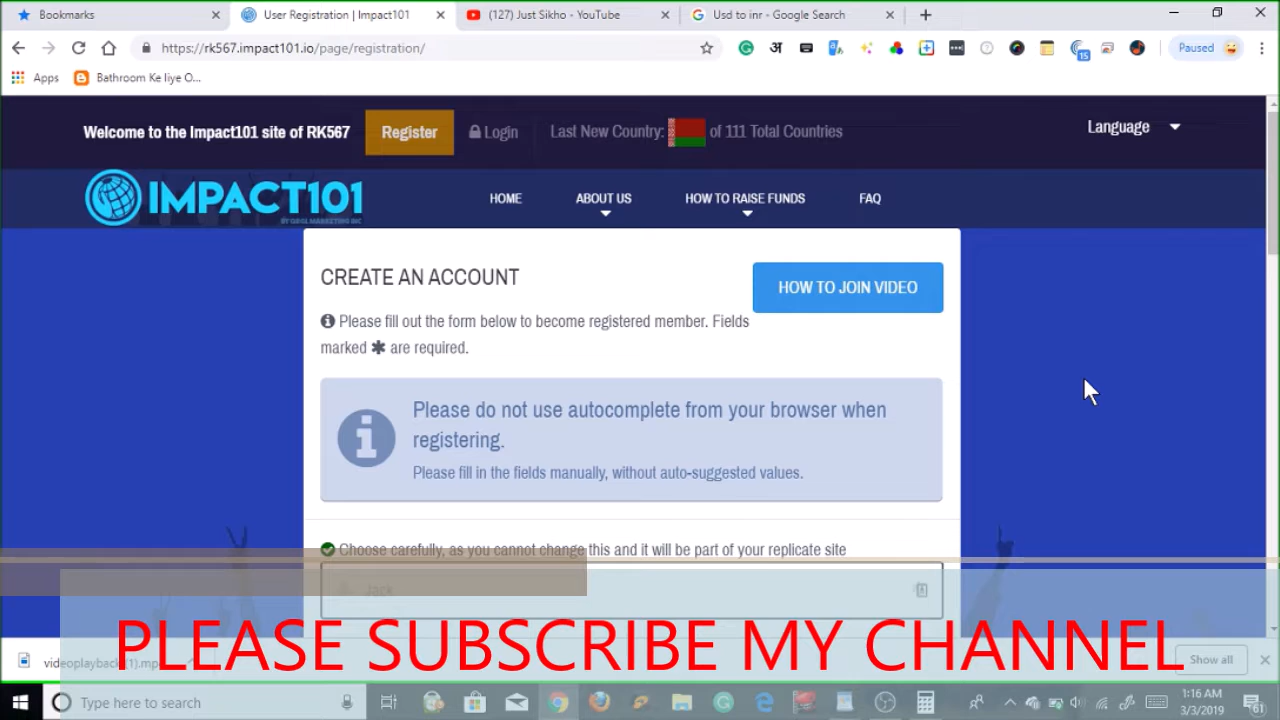 Bookmarks
User Registration | Impact101
(127) Just Sikho - YouTube
Usd to inr - Google Search
https://rk567.impact101.io/page/registration/
अ
15
Paused
Apps
Bathroom Ke liye O...
Welcome to the Impact101 site of RK567
Register
Login
Last New Country: of 111 Total Countries
Language
IMPACT101
HOME
ABOUT US
HOW TO RAISE FUNDS
FAQ
CREATE AN ACCOUNT
HOW TO JOIN VIDEO
Please fill out the form below to become registered member. Fields
marked ✱ are required.
Please do not use autocomplete from your browser when
registering.
Please fill in the fields manually, without auto-suggested values.
Choose carefully, as you cannot change this and it will be part of your replicate site
Jack
PLEASE SUBSCRIBE MY CHANNEL
videoplayback (1).mp
Show all
Type here to search
1:16 AM
3/3/2019
61